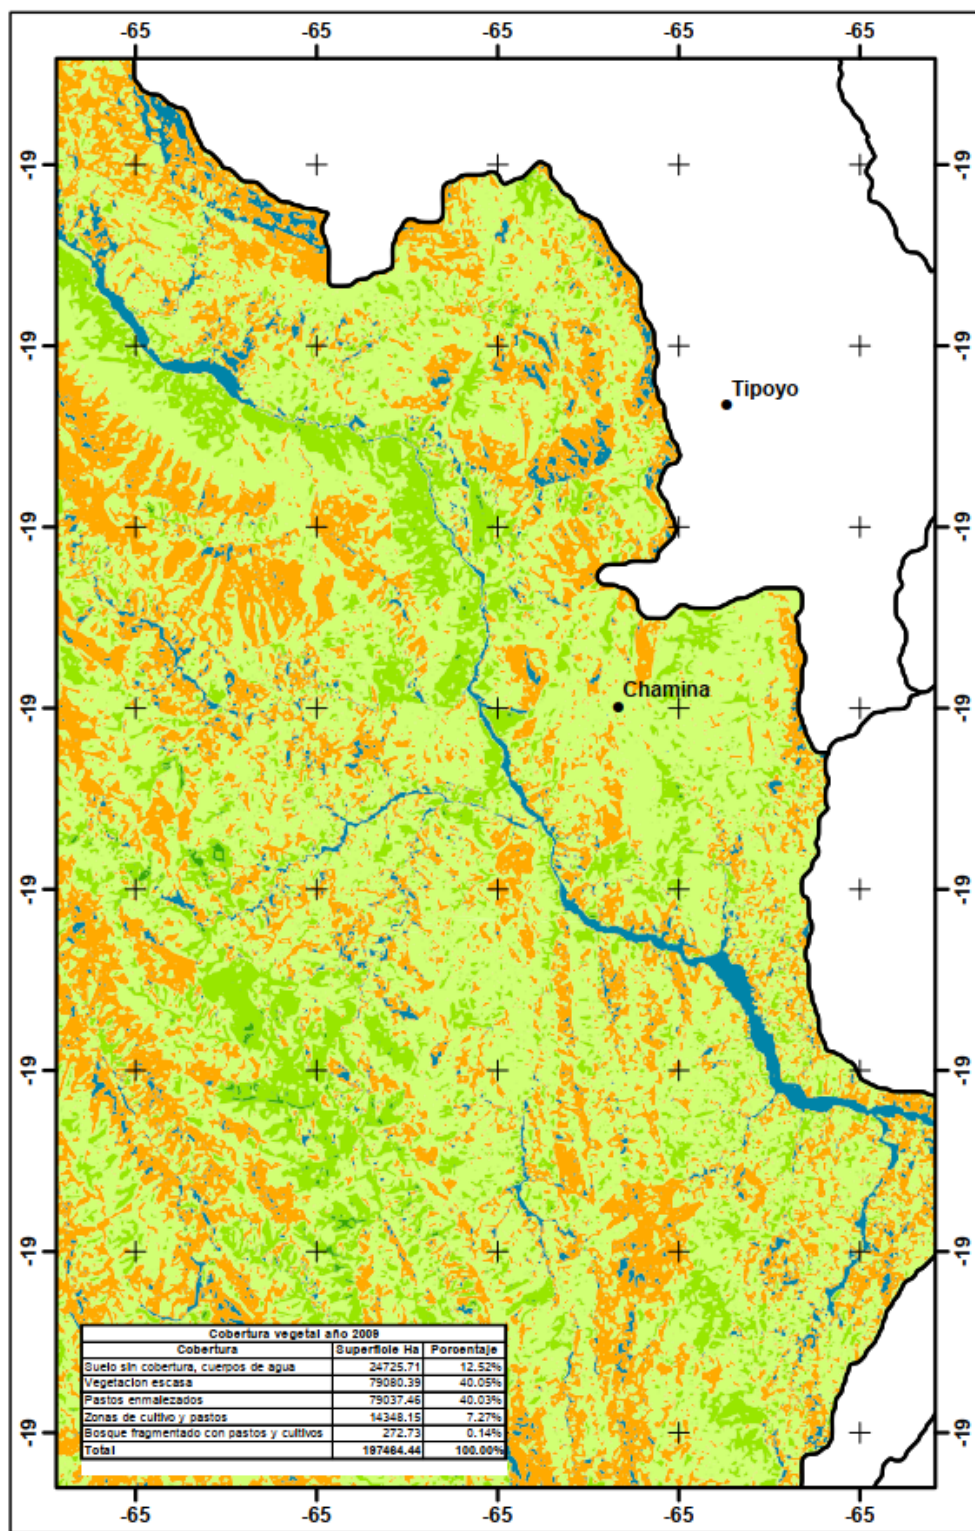 -65 -65 -65 -65 -65
-19 -19
-19 -19
Tipoyo
-19 -19
Chamina
-19 -19
-19 -19
-19 -19
-19 -19
Cobertura vegetal año 2009
Cobertura Superficie Ha Porcentaje
Suelo sin cobertura, cuerpos de agua 24725.71 12.52%
Vegetacion escasa 79080.39 40.05%
Pastos enmalezados 79037.46 40.03%
Zonas de cultivo y pastos 14348.15 7.27%
Bosque fragmentado con pastos y cultivos 272.73 0.14%
Total 197464.44 100.00%
-19 -19
-65 -65 -65 -65 -65